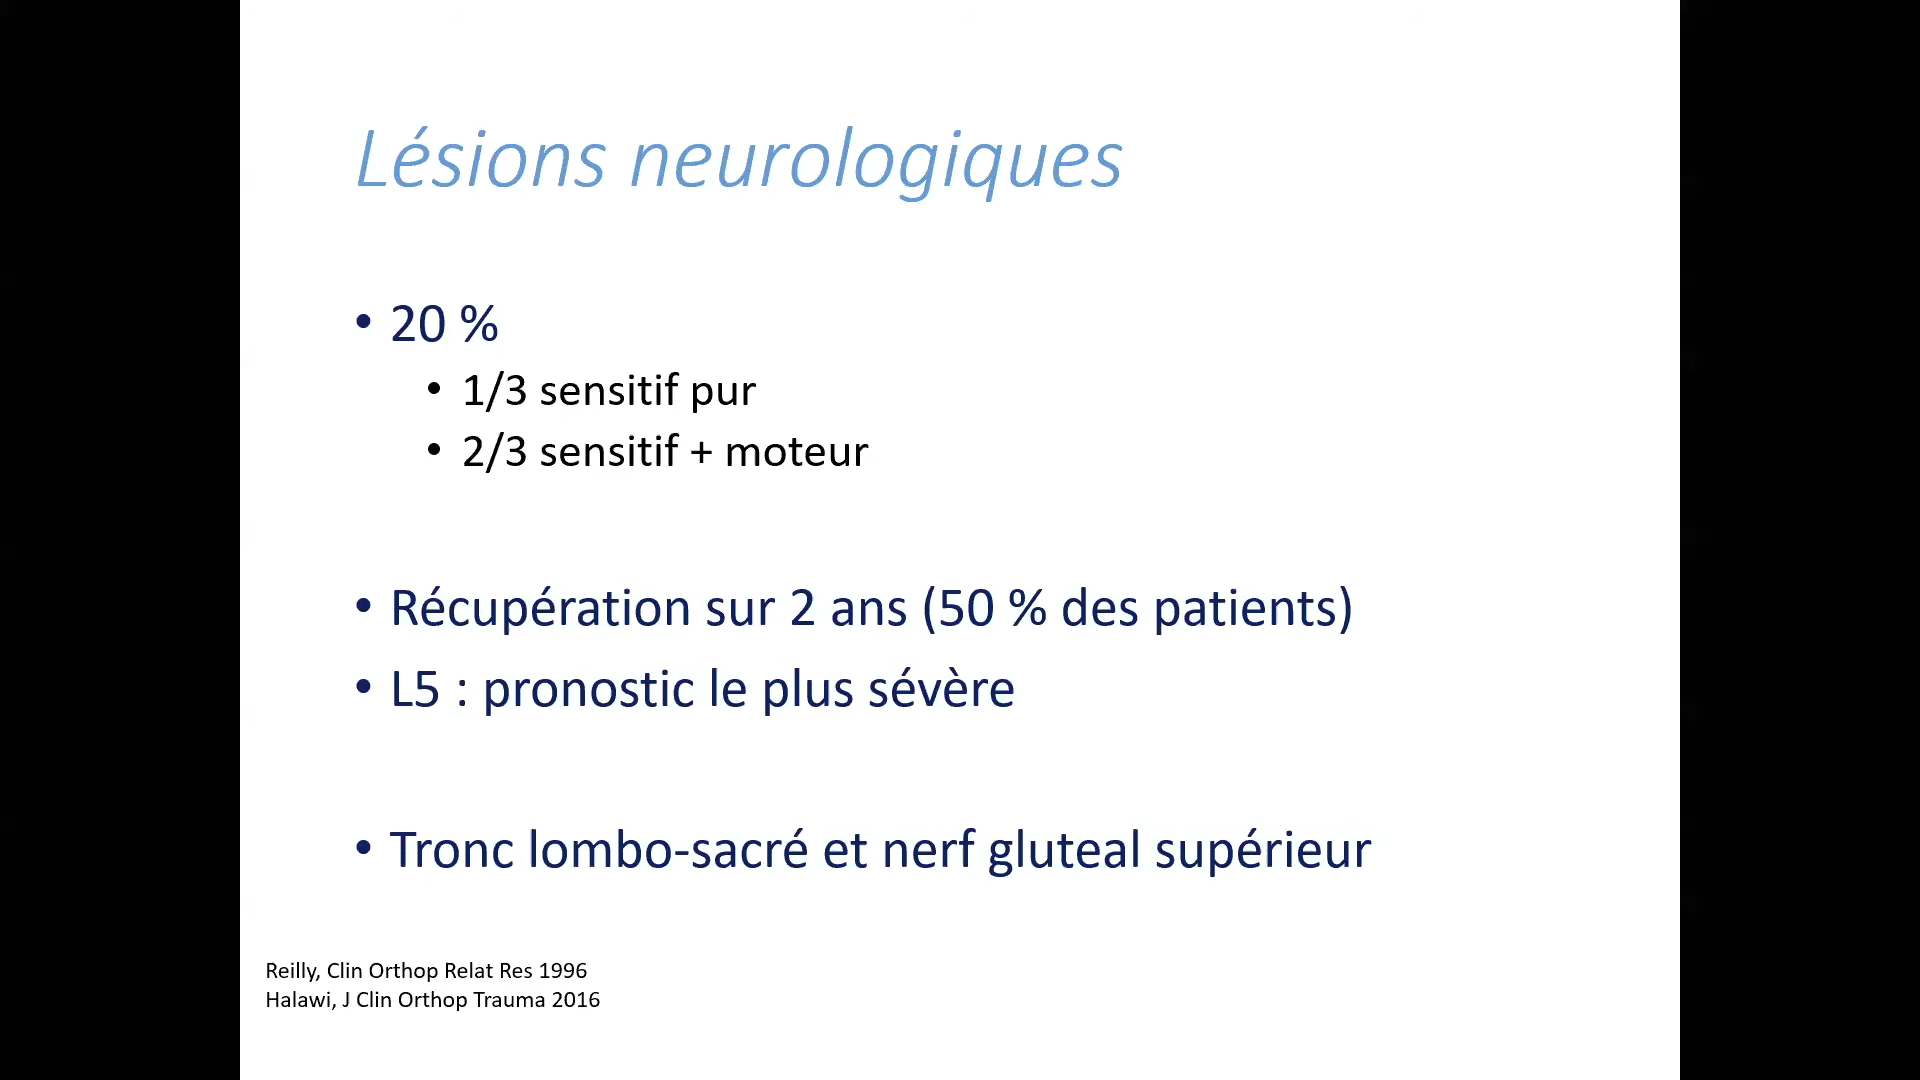 Lésions neurologiques
• 20 %
• 1/3 sensitif pur
• 2/3 sensitif + moteur
• Récupération sur 2 ans (50 % des patients)
• L5 : pronostic le plus sévère
• Tronc lombo-sacré et nerf gluteal supérieur
Reilly, Clin Orthop Relat Res 1996
Halawi, J Clin Orthop Trauma 2016